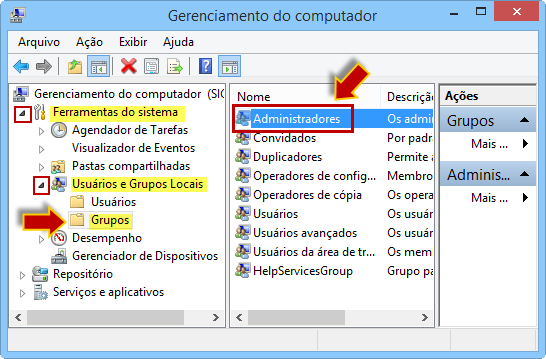 Gerenciamento do computador
Arquivo Ação Exibir Ajuda
Gerenciamento do computador (SIC
Ferramentas do sistema
Agendador de Tarefas
Visualizador de Eventos
Pastas compartilhadas
Usuários e Grupos Locais
Usuários
Grupos
Desempenho
Gerenciador de Dispositivos
Repositório
Serviços e aplicativos
Nome Descrição
Administradores Os admin
Convidados Por padrã
Duplicadores Permite a
Operadores de config... Membro
Operadores de cópia Os opera
Usuários Os usuár
Usuários avançados Os usuár
Usuários da área de tr... Os mem
HelpServicesGroup Grupo pa
Ações
Grupos
Mais ...
Adminis...
Mais ...